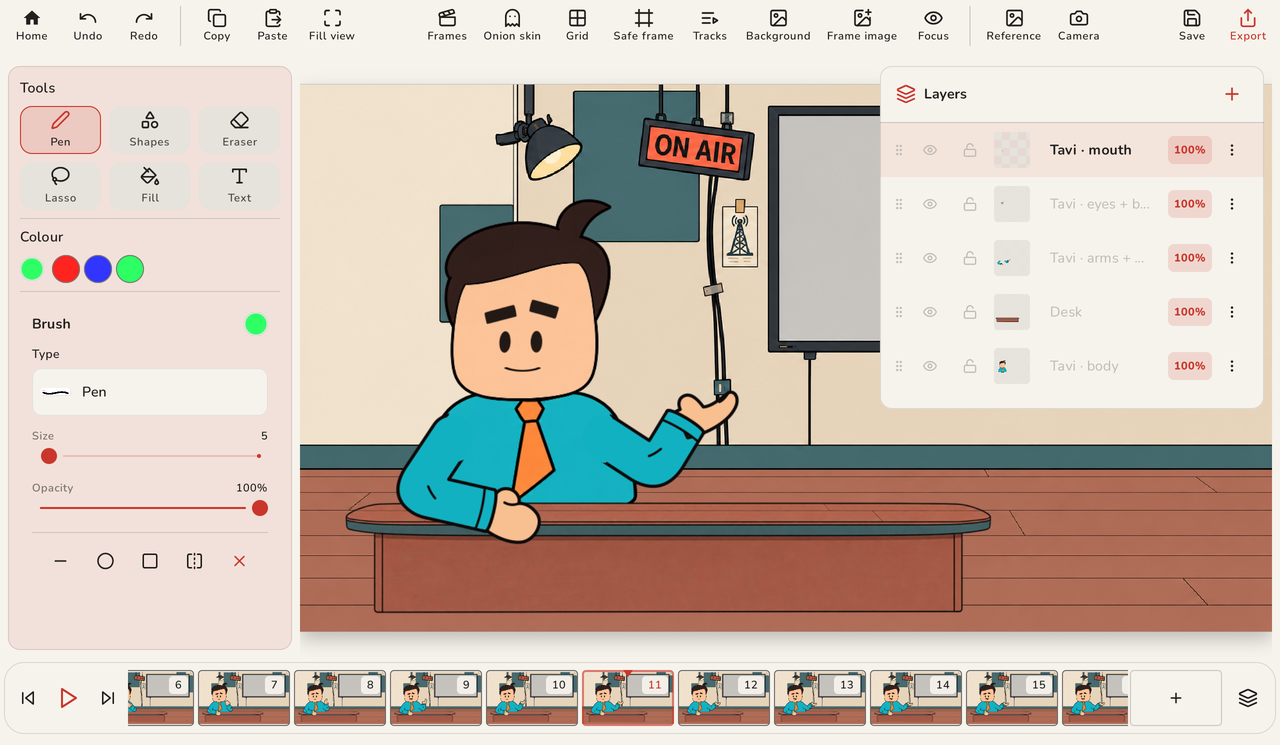 Home Undo Redo Copy Paste Fill view Frames Onion skin Grid Safe frame Tracks Background Frame image Focus Reference Camera Save Export
Tools
Pen Shapes Eraser
Lasso Fill Text
Colour
Brush
Type
Pen
Size 5
Opacity 100%
ON AIR
Layers
Tavi · mouth 100%
Tavi · eyes + b... 100%
Tavi · arms + ... 100%
Desk 100%
Tavi · body 100%
6 7 8 9 10 11 12 13 14 15